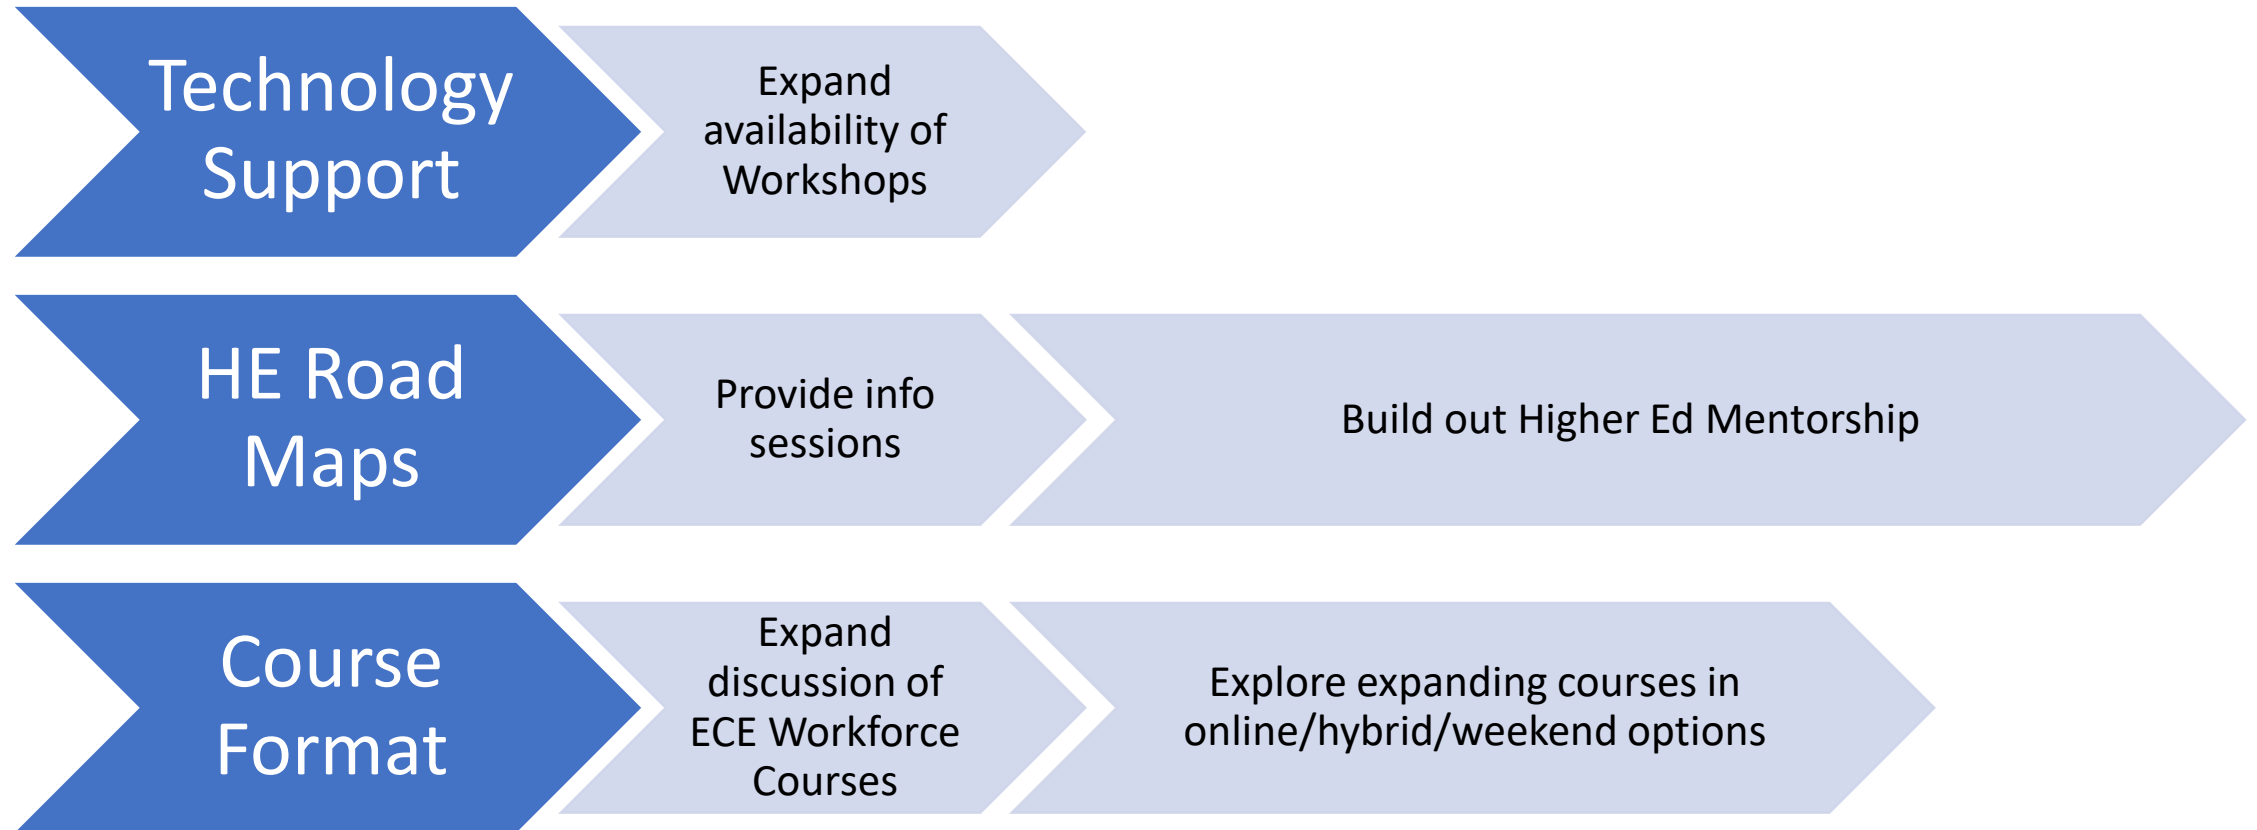 Technology
Support
Expand
availability of
Workshops
HE Road
Maps
Provide info
sessions
Build out Higher Ed Mentorship
Course
Format
Expand
discussion of
ECE Workforce
Courses
Explore expanding courses in
online/hybrid/weekend options